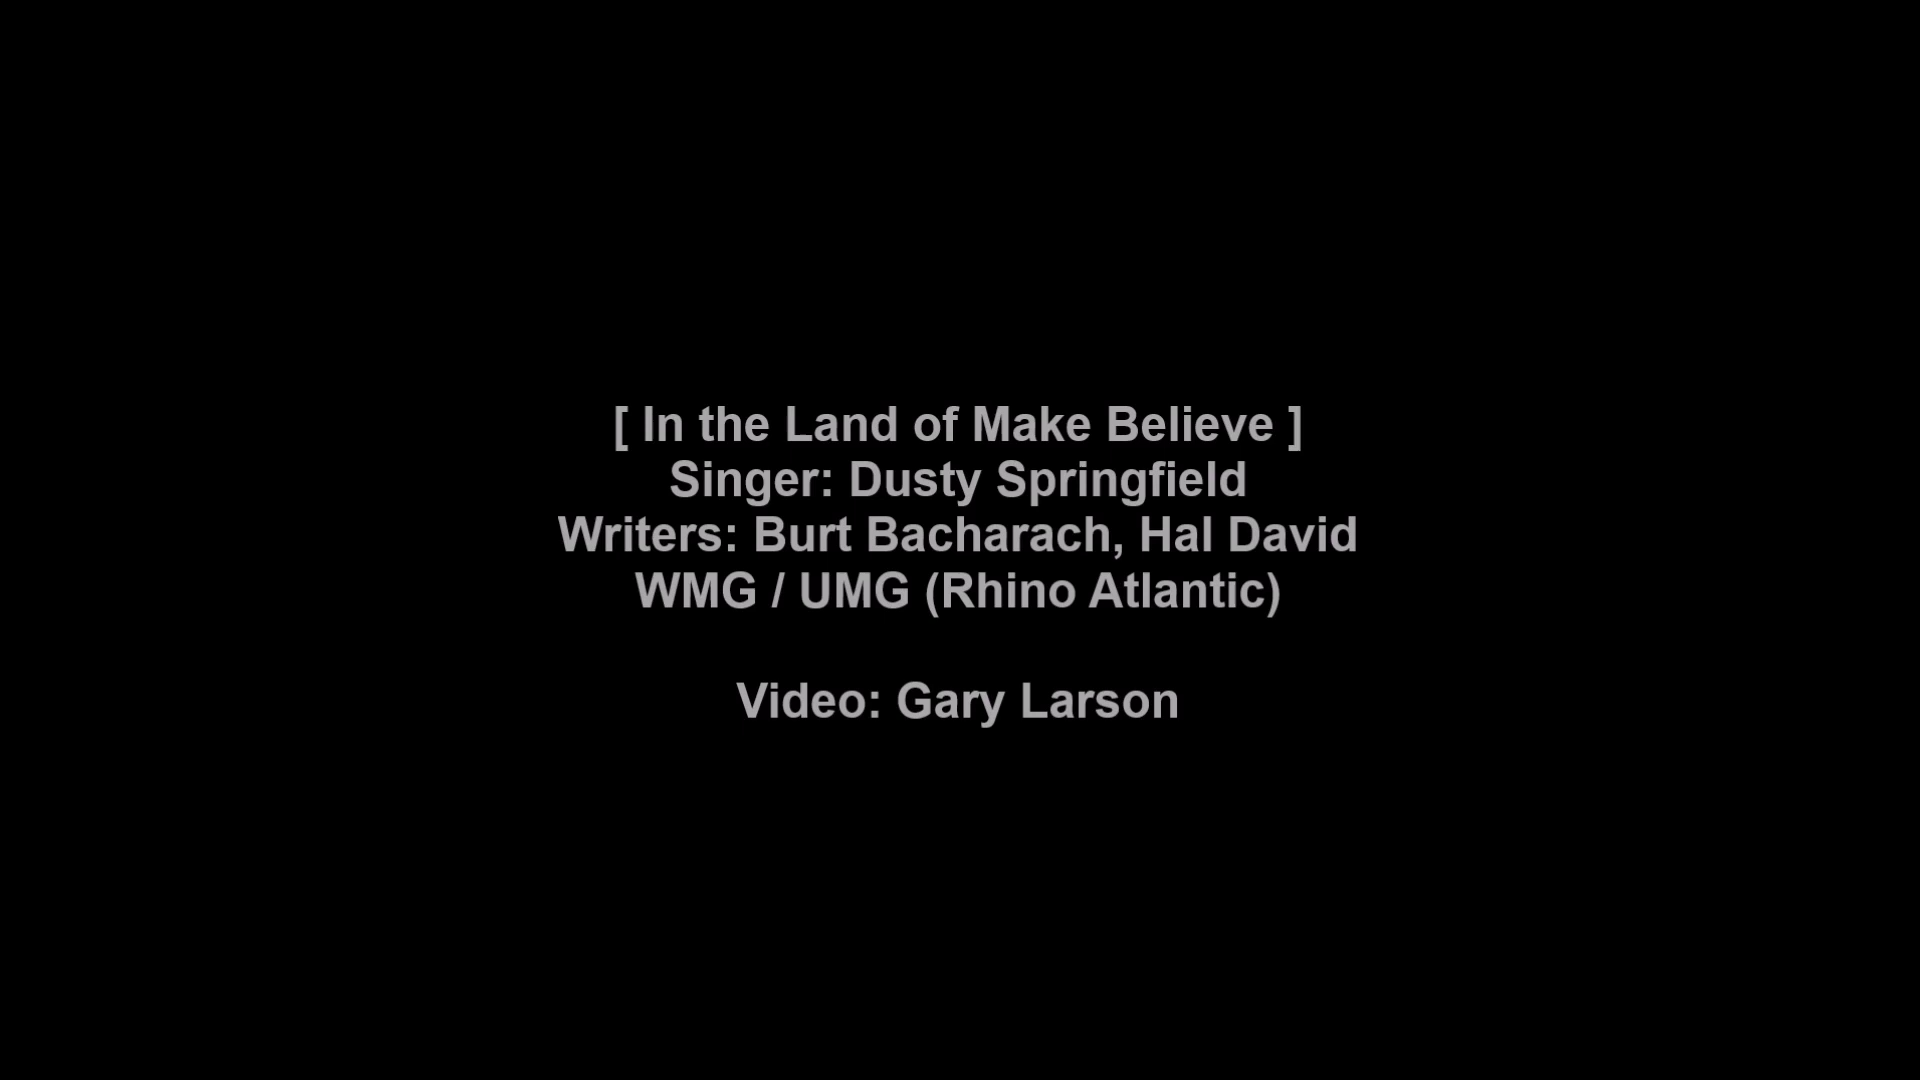 [ In the Land of Make Believe ]
Singer: Dusty Springfield
Writers: Burt Bacharach, Hal David
WMG / UMG (Rhino Atlantic)
Video: Gary Larson